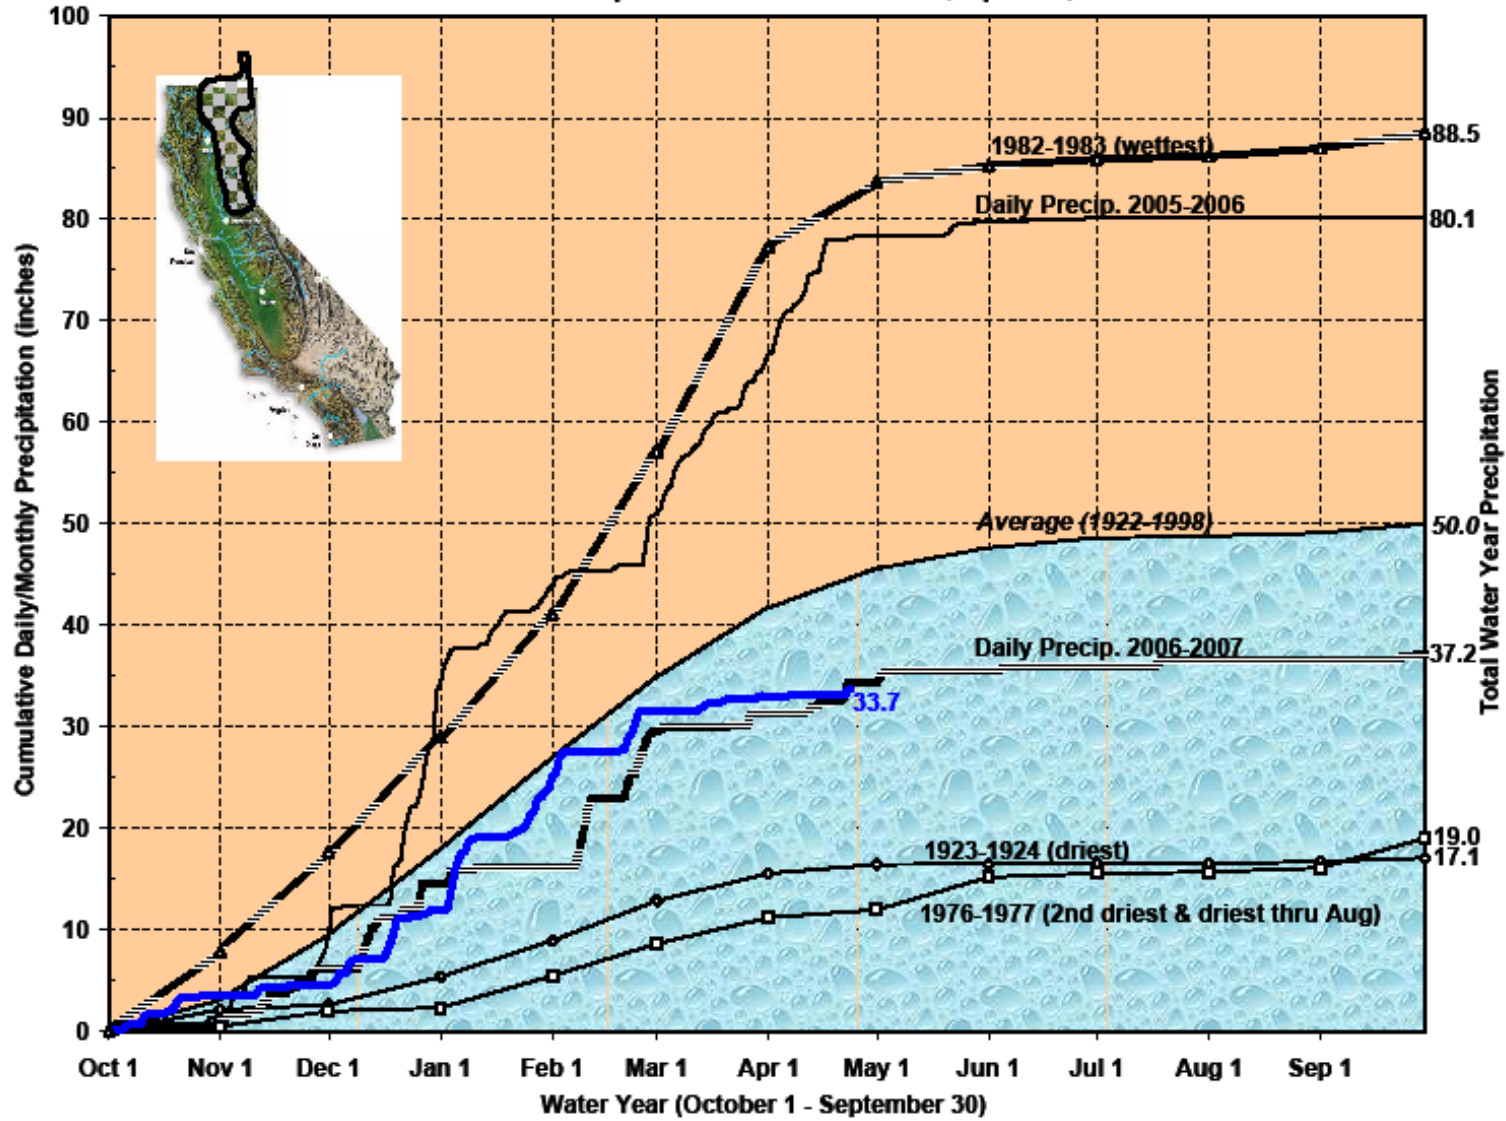 100
90
80
70
60
50
40
30
20
10
0
Cumulative Daily/Monthly Precipitation (inches)
1982-1983 (wettest)
88.5
Daily Precip. 2005-2006
80.1
Average (1922-1998)
50.0
Daily Precip. 2006-2007
37.2
33.7
1923-1924 (driest)
19.0
17.1
1976-1977 (2nd driest & driest thru Aug)
Total Water Year Precipitation
Oct 1 Nov 1 Dec 1 Jan 1 Feb 1 Mar 1 Apr 1 May 1 Jun 1 Jul 1 Aug 1 Sep 1
Water Year (October 1 - September 30)